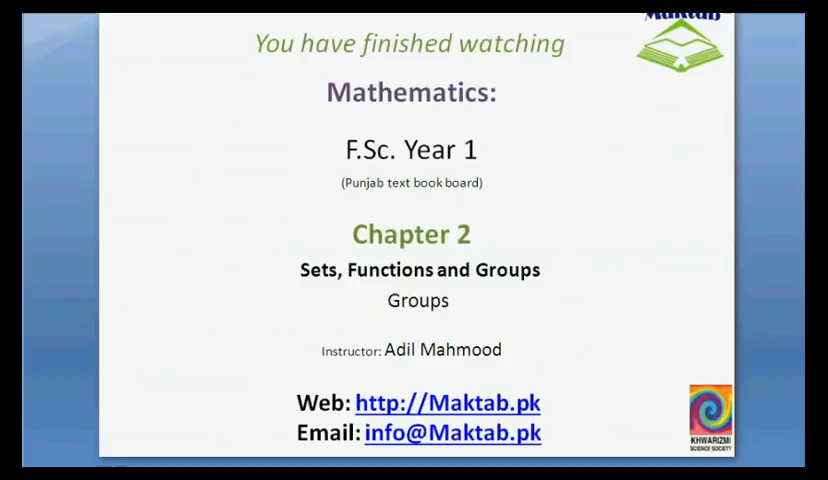 Maktab
You have finished watching
Mathematics:
F.Sc. Year 1
(Punjab text book board)
Chapter 2
Sets, Functions and Groups
Groups
Instructor: Adil Mahmood
Web: http://Maktab.pk
Email: info@Maktab.pk
KHWARIZMI
SCIENCE SOCIETY